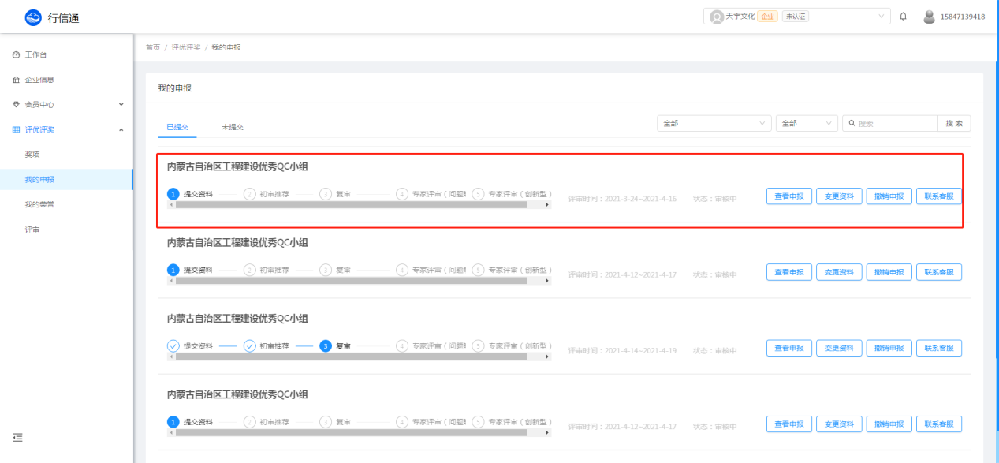 行信通
天宇文化 企业 未认证
15847139418
工作台
企业信息
会员中心
评优评奖
奖项
我的申报
我的荣誉
评审
首页 / 评优评奖 / 我的申报
我的申报
已提交 未提交
全部 全部 搜索 搜 索
内蒙古自治区工程建设优秀QC小组
1 提交资料 2 初审推荐 3 复审 4 专家评审（问题 5 专家评审（创新型）
评审时间：2021-3-24~2021-4-16 状态：审核中
查看申报 变更资料 撤销申报 联系客服
内蒙古自治区工程建设优秀QC小组
1 提交资料 2 初审推荐 3 复审 4 专家评审（问题 5 专家评审（创新型）
评审时间：2021-4-12~2021-4-17 状态：审核中
查看申报 变更资料 撤销申报 联系客服
内蒙古自治区工程建设优秀QC小组
提交资料 初审推荐 3 复审 4 专家评审（问题 5 专家评审（创新型）
评审时间：2021-4-14~2021-4-19 状态：审核中
查看申报 变更资料 撤销申报 联系客服
内蒙古自治区工程建设优秀QC小组
1 提交资料 2 初审推荐 3 复审 4 专家评审（问题 5 专家评审（创新型）
评审时间：2021-4-12~2021-4-17 状态：审核中
查看申报 变更资料 撤销申报 联系客服